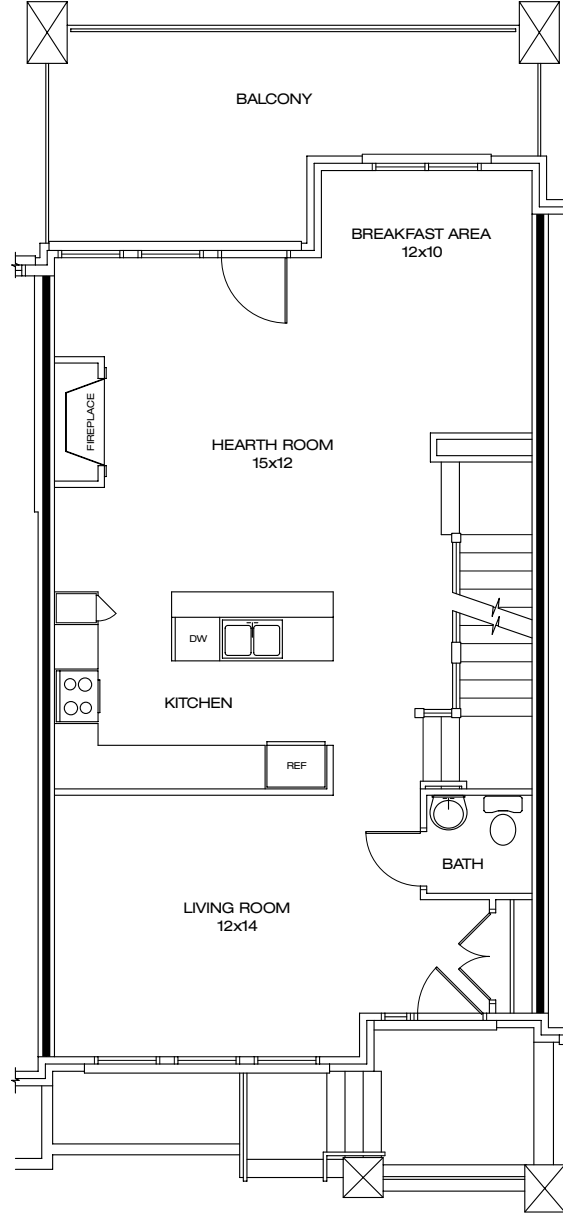 BALCONY
BREAKFAST AREA
12x10
FIREPLACE
HEARTH ROOM
15x12
DW
KITCHEN
REF
BATH
LIVING ROOM
12x14